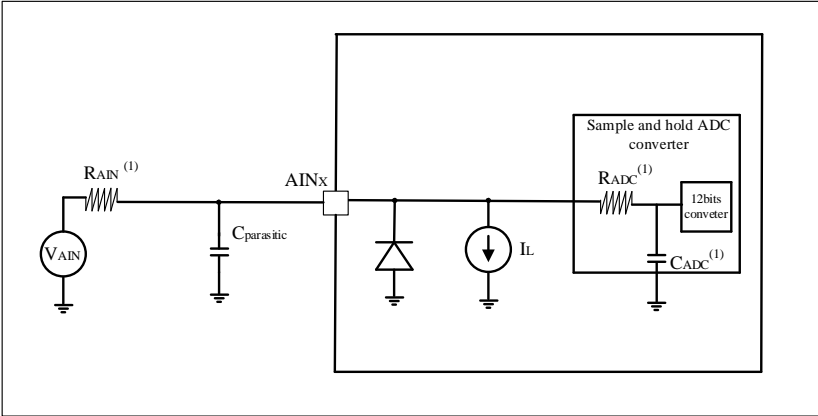 Sample and hold ADC
converter
RAIN (1)
AINx
RADC(1)
12bits
conveter
Cparasitic
VAIN
IL
CADC(1)